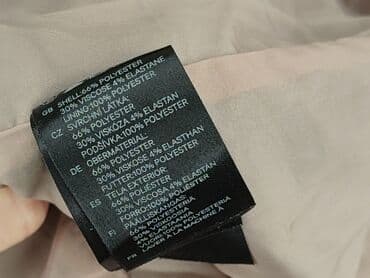 GB SHELL:66% POLYESTER
30% VISCOSE 4% ELASTANE
LINING:100% POLYESTER
CZ SVRCHNÍ LÁTKA:
66% POLYESTER
30% VISKÓZA 4% ELASTAN
PODŠÍVKA:100% POLYESTER
DE OBERMATERIAL:
66% POLYESTER
30% VISKOSE 4% ELASTHAN
FUTTER:100% POLYESTER
ES TELA EXTERIOR:
66% POLIÉSTER
30% VISCOSA 4% ELASTÁN
FORRO:100% POLIÉSTER